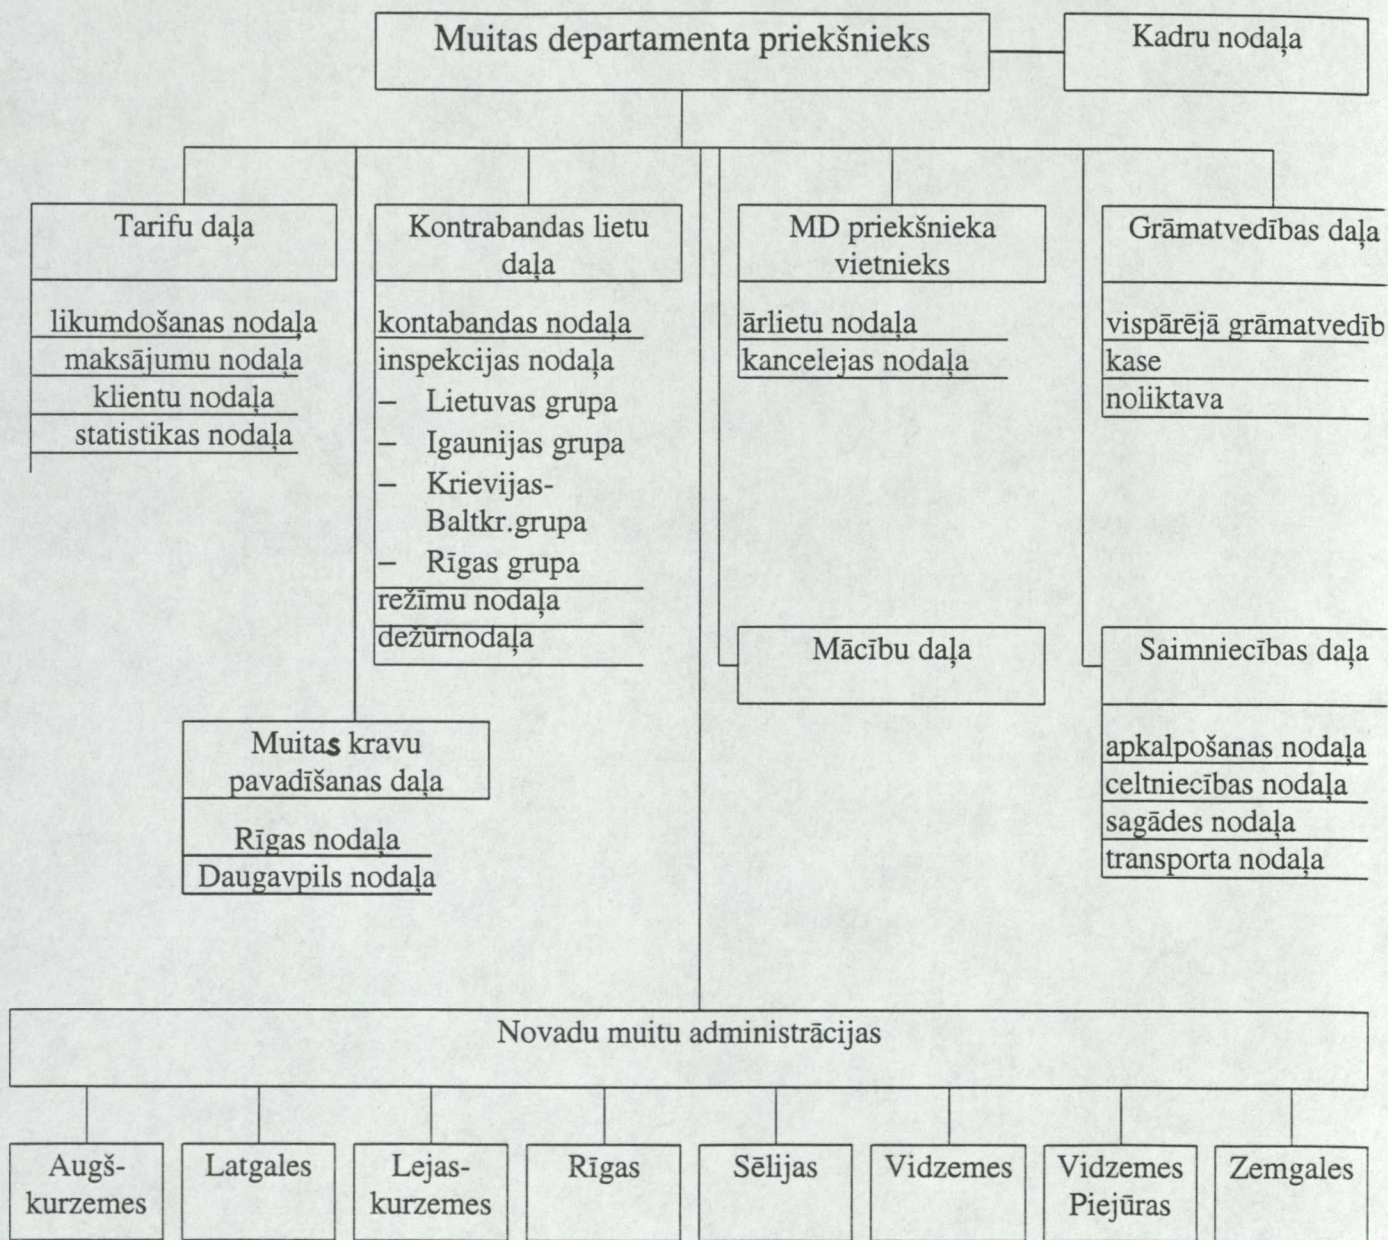 Muitas departamenta priekšnieks
Kadru nodaļa
Tarifu daļa
likumdošanas nodaļa
maksājumu nodaļa
klientu nodaļa
statistikas nodaļa
Kontrabandas lietu
daļa
kontabandas nodaļa
inspekcijas nodaļa
– Lietuvas grupa
– Igaunijas grupa
– Krievijas-
Baltkr.grupa
– Rīgas grupa
režīmu nodaļa
dežūrnodaļa
MD priekšnieka
vietnieks
ārlietu nodaļa
kancelejas nodaļa
Grāmatvedības daļa
vispārējā grāmatvedīb
kase
noliktava
Mācību daļa
Saimniecības daļa
apkalpošanas nodaļa
celtniecības nodaļa
sagādes nodaļa
transporta nodaļa
Muitas kravu
pavadīšanas daļa
Rīgas nodaļa
Daugavpils nodaļa
Novadu muitu administrācijas
Augš-
kurzemes
Latgales
Lejas-
kurzemes
Rīgas
Sēlijas
Vidzemes
Vidzemes
Piejūras
Zemgales